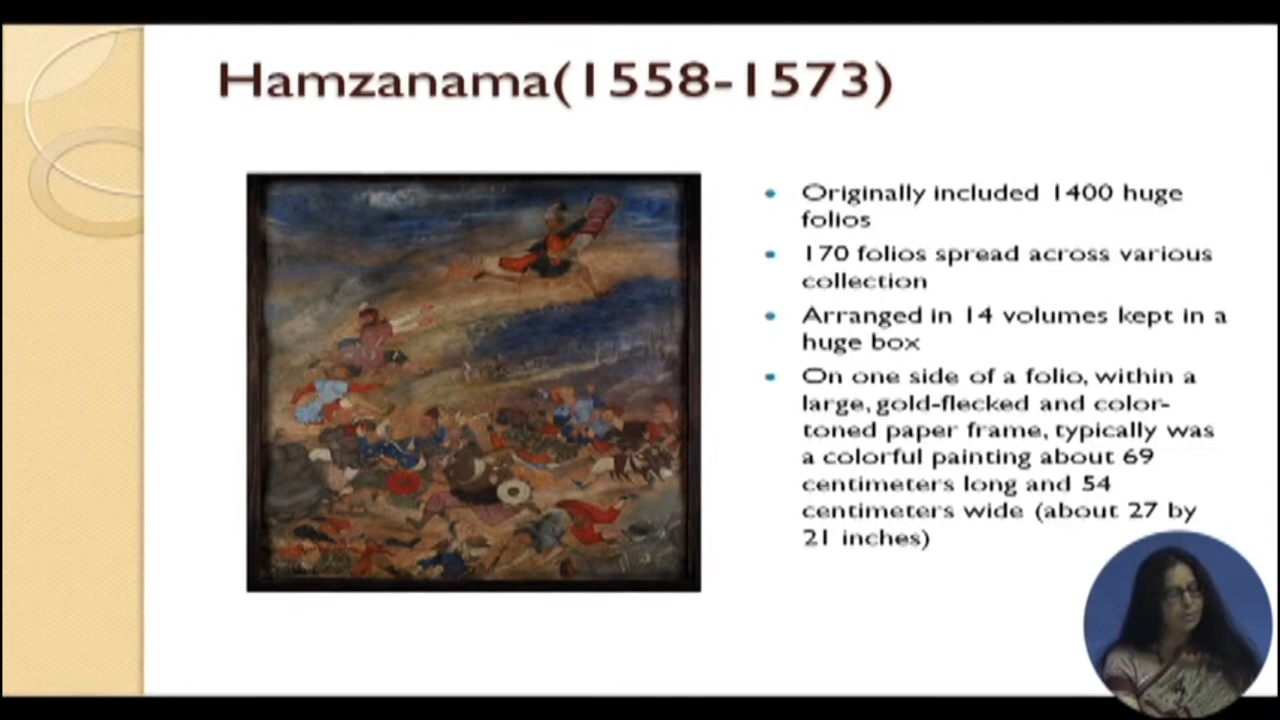 Hamzanama(1558-1573)
• Originally included 1400 huge
folios
• 170 folios spread across various
collection
• Arranged in 14 volumes kept in a
huge box
• On one side of a folio, within a
large, gold-flecked and color-
toned paper frame, typically was
a colorful painting about 69
centimeters long and 54
centimeters wide (about 27 by
21 inches)